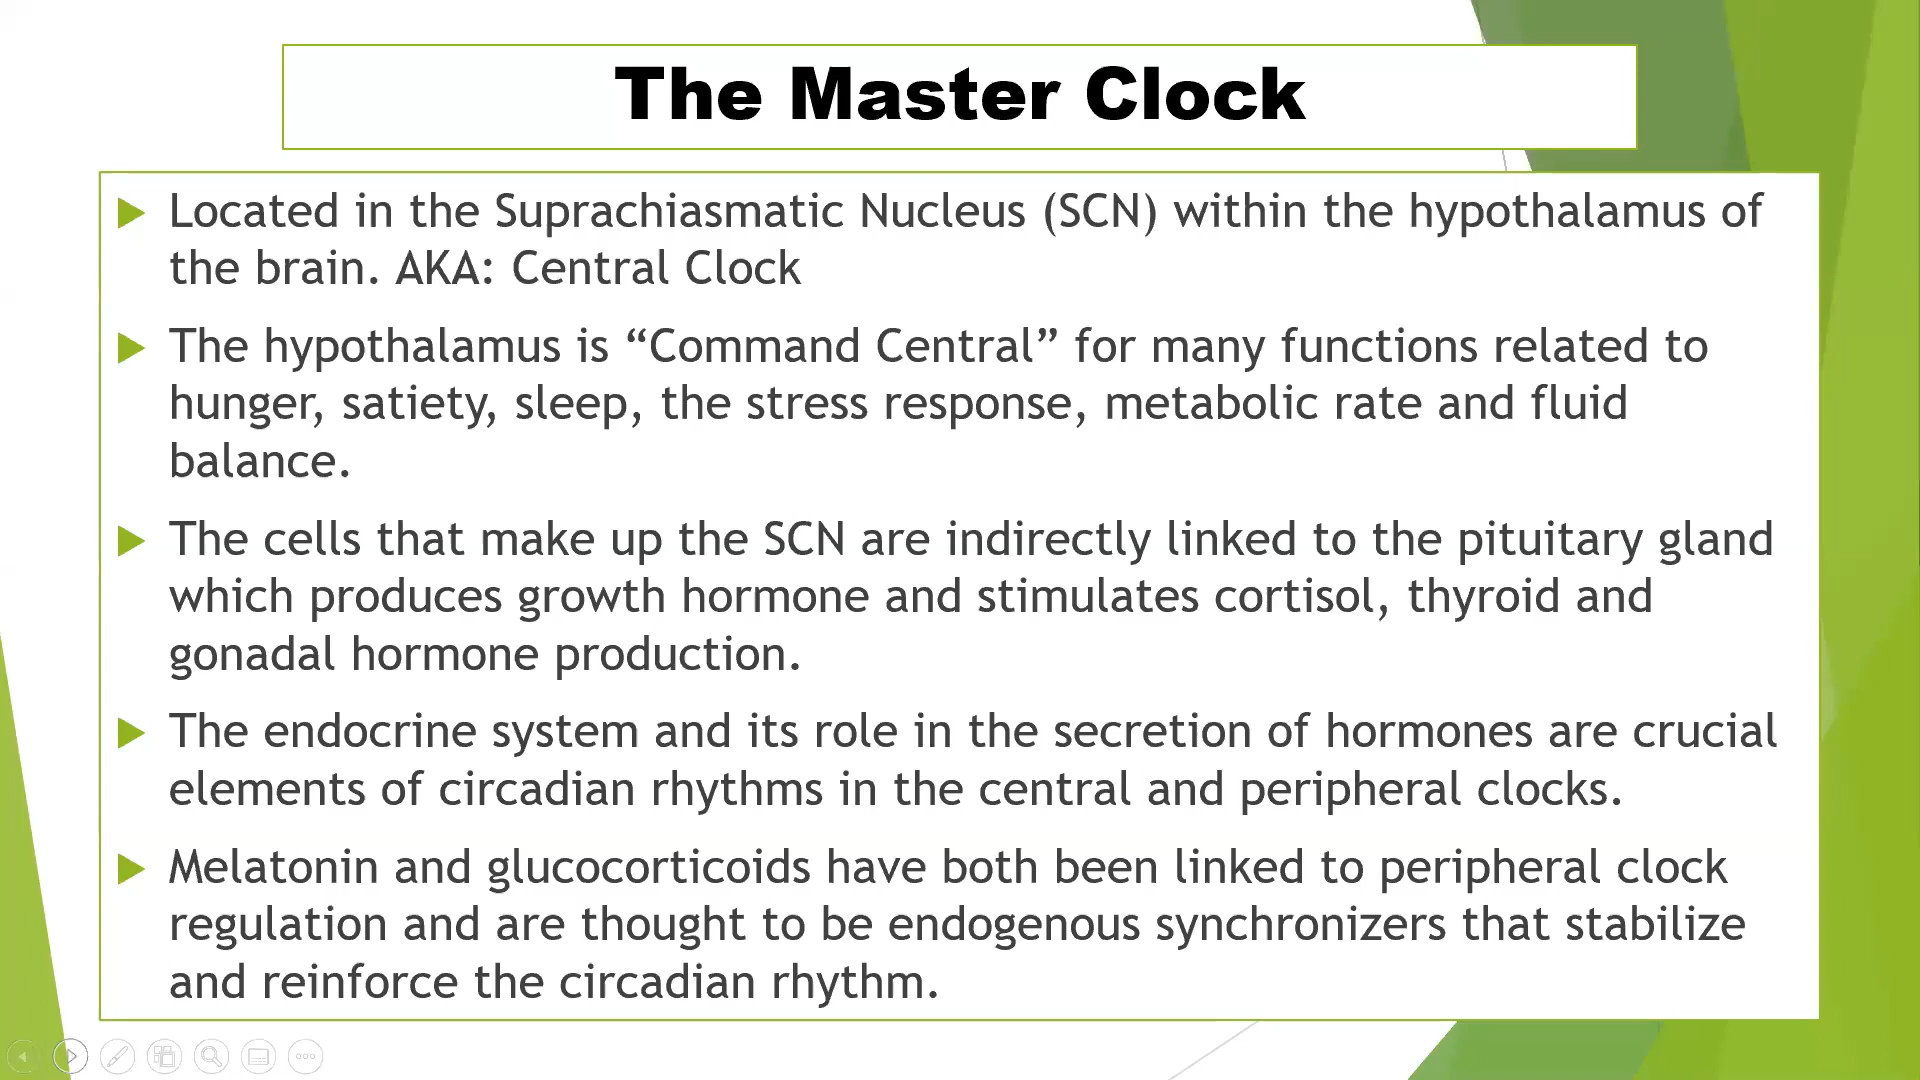 The Master Clock
Located in the Suprachiasmatic Nucleus (SCN) within the hypothalamus of
the brain. AKA: Central Clock
The hypothalamus is “Command Central” for many functions related to
hunger, satiety, sleep, the stress response, metabolic rate and fluid
balance.
The cells that make up the SCN are indirectly linked to the pituitary gland
which produces growth hormone and stimulates cortisol, thyroid and
gonadal hormone production.
The endocrine system and its role in the secretion of hormones are crucial
elements of circadian rhythms in the central and peripheral clocks.
Melatonin and glucocorticoids have both been linked to peripheral clock
regulation and are thought to be endogenous synchronizers that stabilize
and reinforce the circadian rhythm.